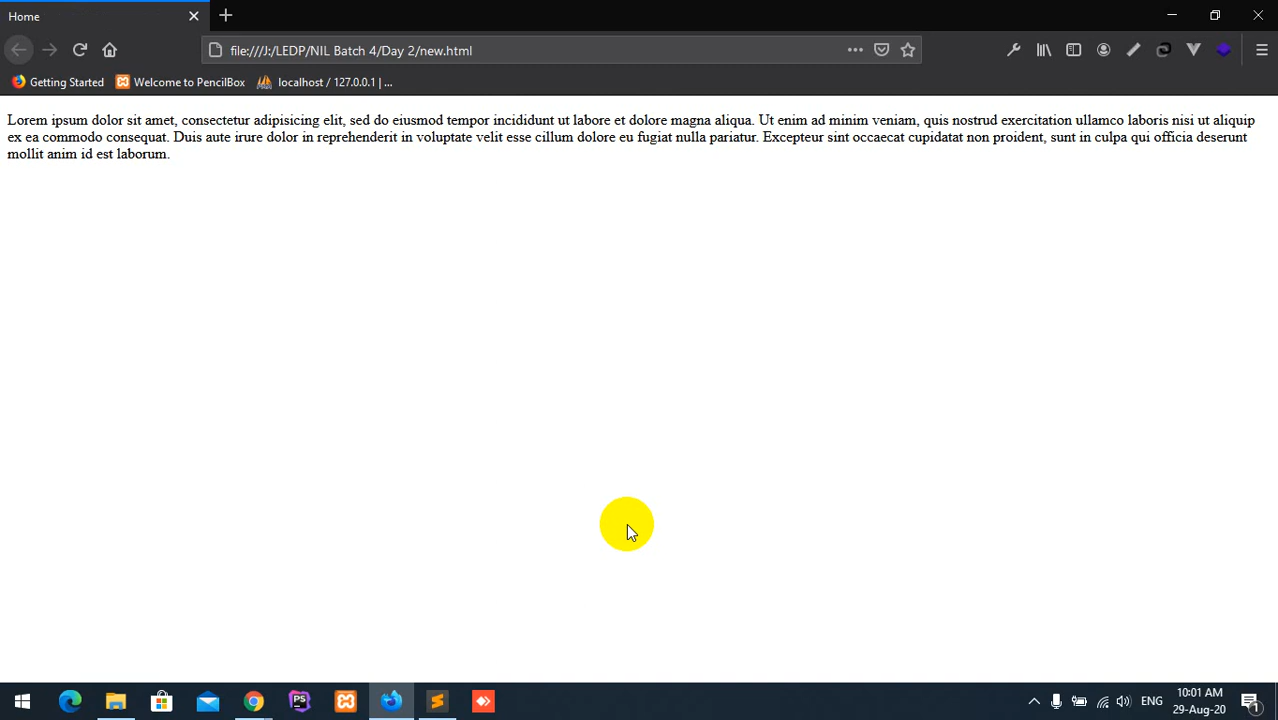 Home
file:///J:/LEDP/NIL Batch 4/Day 2/new.html
Getting Started
Welcome to PencilBox
localhost / 127.0.0.1 | ...
Lorem ipsum dolor sit amet, consectetur adipisicing elit, sed do eiusmod tempor incididunt ut labore et dolore magna aliqua. Ut enim ad minim veniam, quis nostrud exercitation ullamco laboris nisi ut aliquip
ex ea commodo consequat. Duis aute irure dolor in reprehenderit in voluptate velit esse cillum dolore eu fugiat nulla pariatur. Excepteur sint occaecat cupidatat non proident, sunt in culpa qui officia deserunt
mollit anim id est laborum.
PS
ENG
10:01 AM
29-Aug-20
1